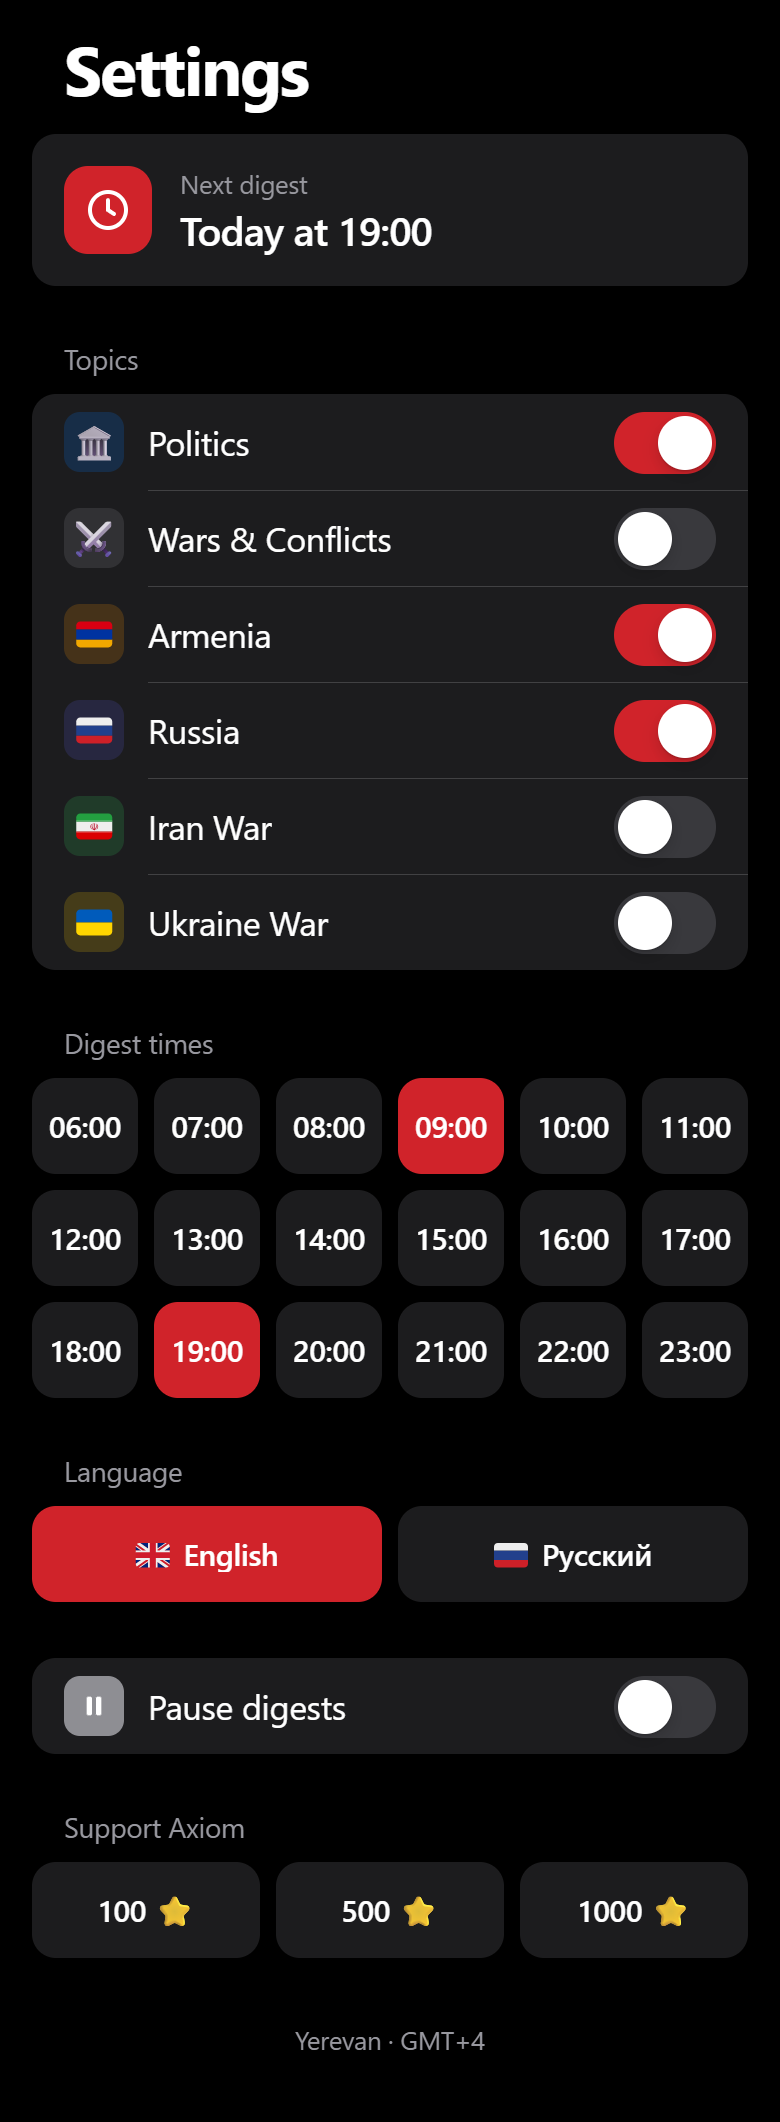 Settings
Next digest
Today at 19:00
Topics
Politics
Wars & Conflicts
Armenia
Russia
Iran War
Ukraine War
Digest times
06:00 07:00 08:00 09:00 10:00 11:00
12:00 13:00 14:00 15:00 16:00 17:00
18:00 19:00 20:00 21:00 22:00 23:00
Language
English Русский
Pause digests
Support Axiom
100 ⭐ 500 ⭐ 1000 ⭐
Yerevan · GMT+4